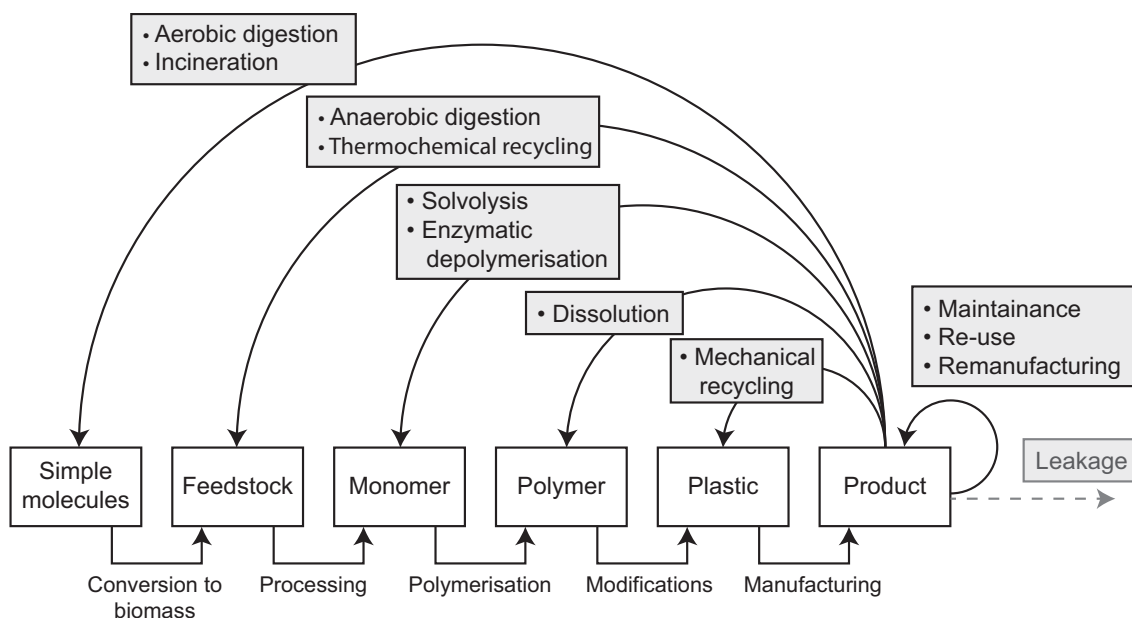 • Aerobic digestion
• Incineration
• Anaerobic digestion
• Thermochemical recycling
• Solvolysis
• Enzymatic
depolymerisation
• Dissolution
• Mechanical
recycling
• Maintainance
• Re-use
• Remanufacturing
Leakage
Simple
molecules
Feedstock
Monomer
Polymer
Plastic
Product
Conversion to
biomass
Processing
Polymerisation
Modifications
Manufacturing